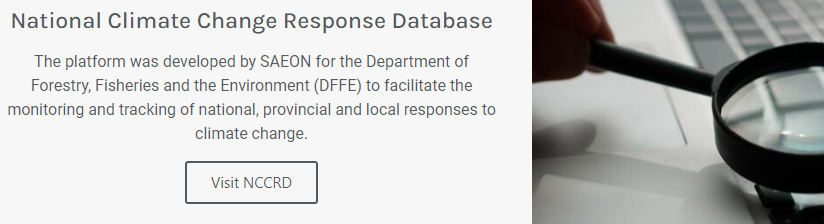 National Climate Change Response Database
The platform was developed by SAEON for the Department of
Forestry, Fisheries and the Environment (DFFE) to facilitate the
monitoring and tracking of national, provincial and local responses to
climate change.
Visit NCCRD